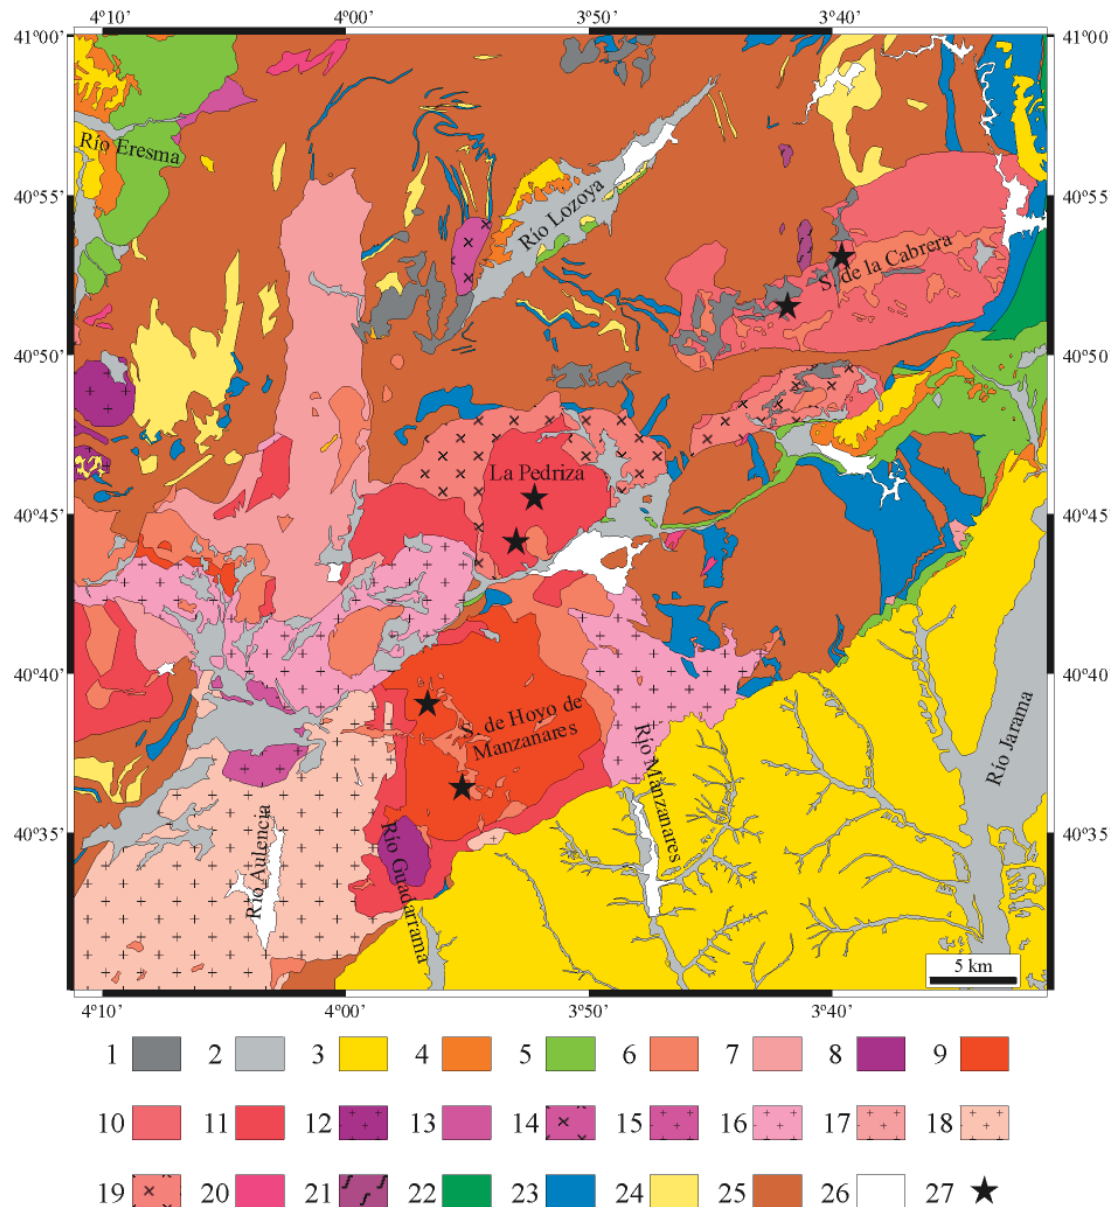 4°10’ 4°00’ 3°50’ 3°40’
41°00’ 41°00’
Río Eresma
40°55’ 40°55’
Río Lozoya
S. de la Cabrera
40°50’ 40°50’
La Pedriza
40°45’ 40°45’
40°40’ 40°40’
S. de Hoyo de
Manzanares
Río Manzanares
Río Jarama
40°35’ 40°35’
Río Aulencia
Río Guadarrama
5 km
4°10’ 4°00’ 3°50’ 3°40’
1 2 3 4 5 6 7 8 9
10 11 12 13 14 15 16 17 18
19 20 21 22 23 24 25 26 27